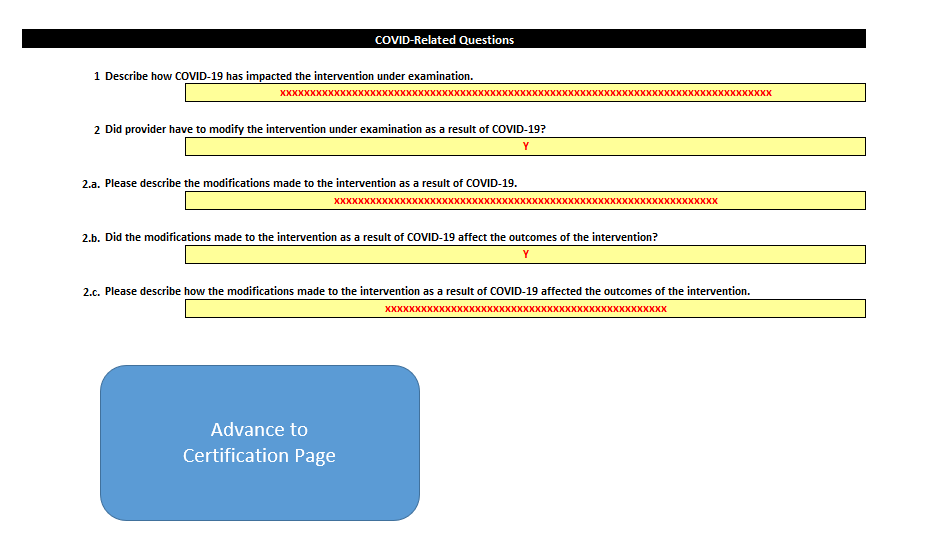 COVID-Related Questions
1 Describe how COVID-19 has impacted the intervention under examination.
xxxxxxxxxxxxxxxxxxxxxxxxxxxxxxxxxxxxxxxxxxxxxxxxxxxxxxxxxxxxxxxxxxxxxxxxxxxxxxxxxx
2 Did provider have to modify the intervention under examination as a result of COVID-19?
Y
2.a. Please describe the modifications made to the intervention as a result of COVID-19.
xxxxxxxxxxxxxxxxxxxxxxxxxxxxxxxxxxxxxxxxxxxxxxxxxxxxxxxxxxxxxxxx
2.b. Did the modifications made to the intervention as a result of COVID-19 affect the outcomes of the intervention?
Y
2.c. Please describe how the modifications made to the intervention as a result of COVID-19 affected the outcomes of the intervention.
xxxxxxxxxxxxxxxxxxxxxxxxxxxxxxxxxxxxxxxxxxxxxxx
Advance to
Certification Page